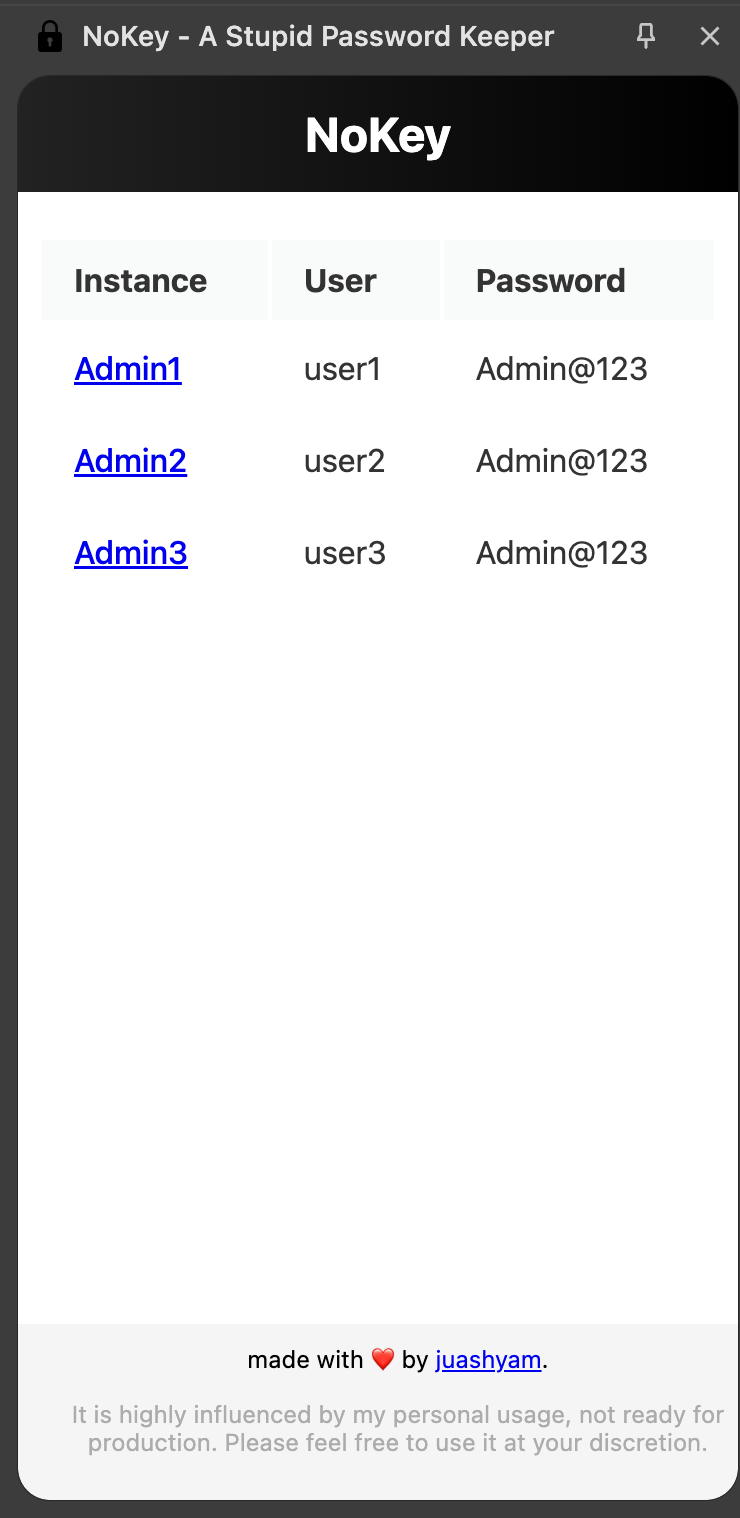 NoKey - A Stupid Password Keeper
NoKey
Instance User Password
Admin1 user1 Admin@123
Admin2 user2 Admin@123
Admin3 user3 Admin@123
made with ❤️ by juashyam.
It is highly influenced by my personal usage, not ready for
production. Please feel free to use it at your discretion.